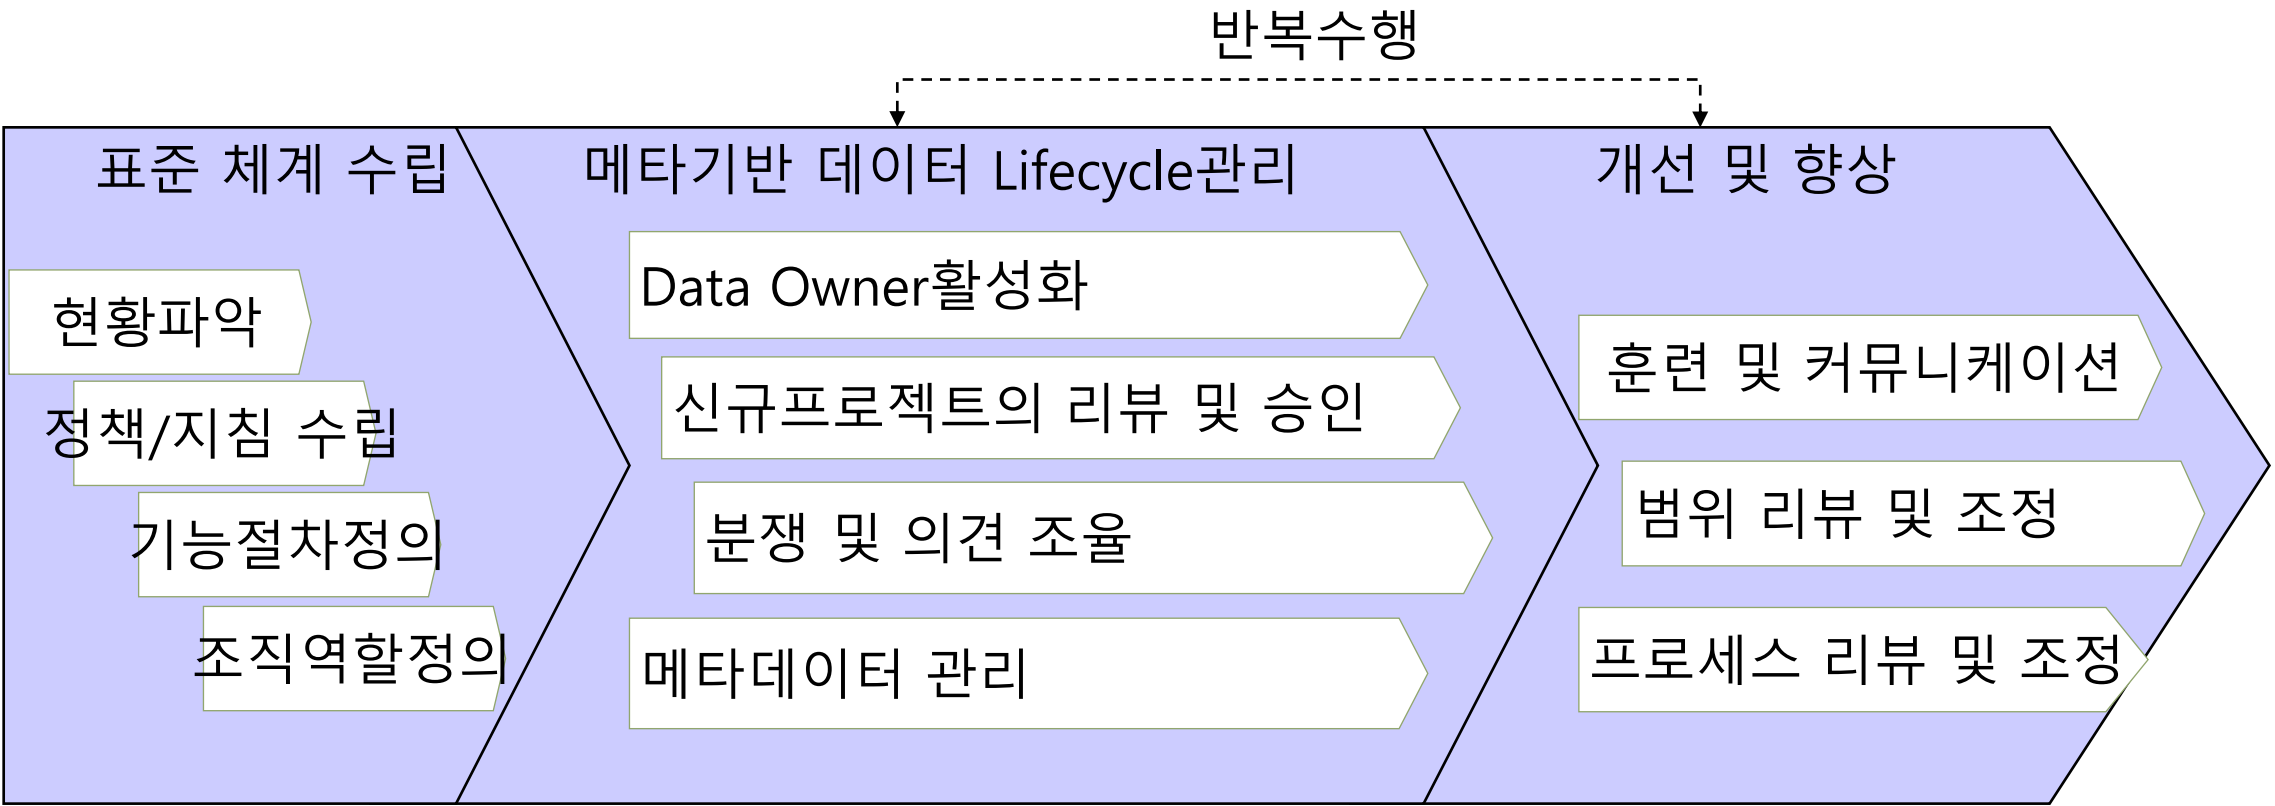 반복수행
표준 체계 수립
현황파악
정책/지침 수립
기능절차정의
조직역할정의
메타기반 데이터 Lifecycle관리
Data Owner활성화
신규프로젝트의 리뷰 및 승인
분쟁 및 의견 조율
메타데이터 관리
개선 및 향상
훈련 및 커뮤니케이션
범위 리뷰 및 조정
프로세스 리뷰 및 조정